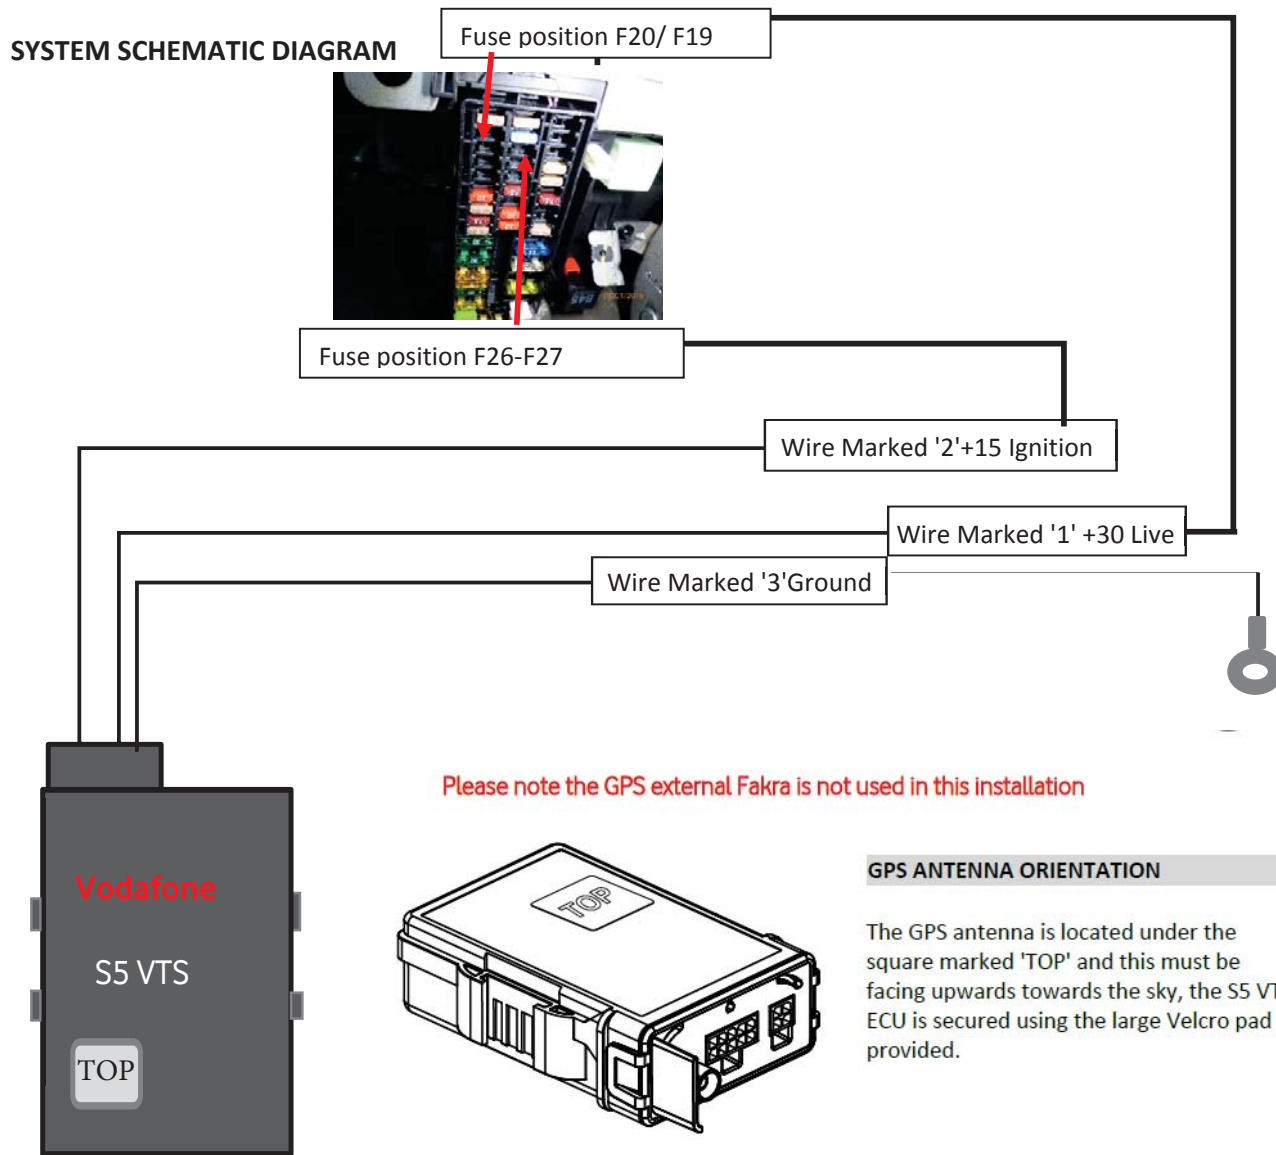 SYSTEM SCHEMATIC DIAGRAM
Fuse position F20/ F19
Fuse position F26-F27
Wire Marked '2'+15 Ignition
Wire Marked '1' +30 Live
Wire Marked '3'Ground
Please note the GPS external Fakra is not used in this installation
Vodafone
S5 VTS
TOP
TOP
GPS ANTENNA ORIENTATION
The GPS antenna is located under the
square marked 'TOP' and this must be
facing upwards towards the sky, the S5 VT
ECU is secured using the large Velcro pad
provided.